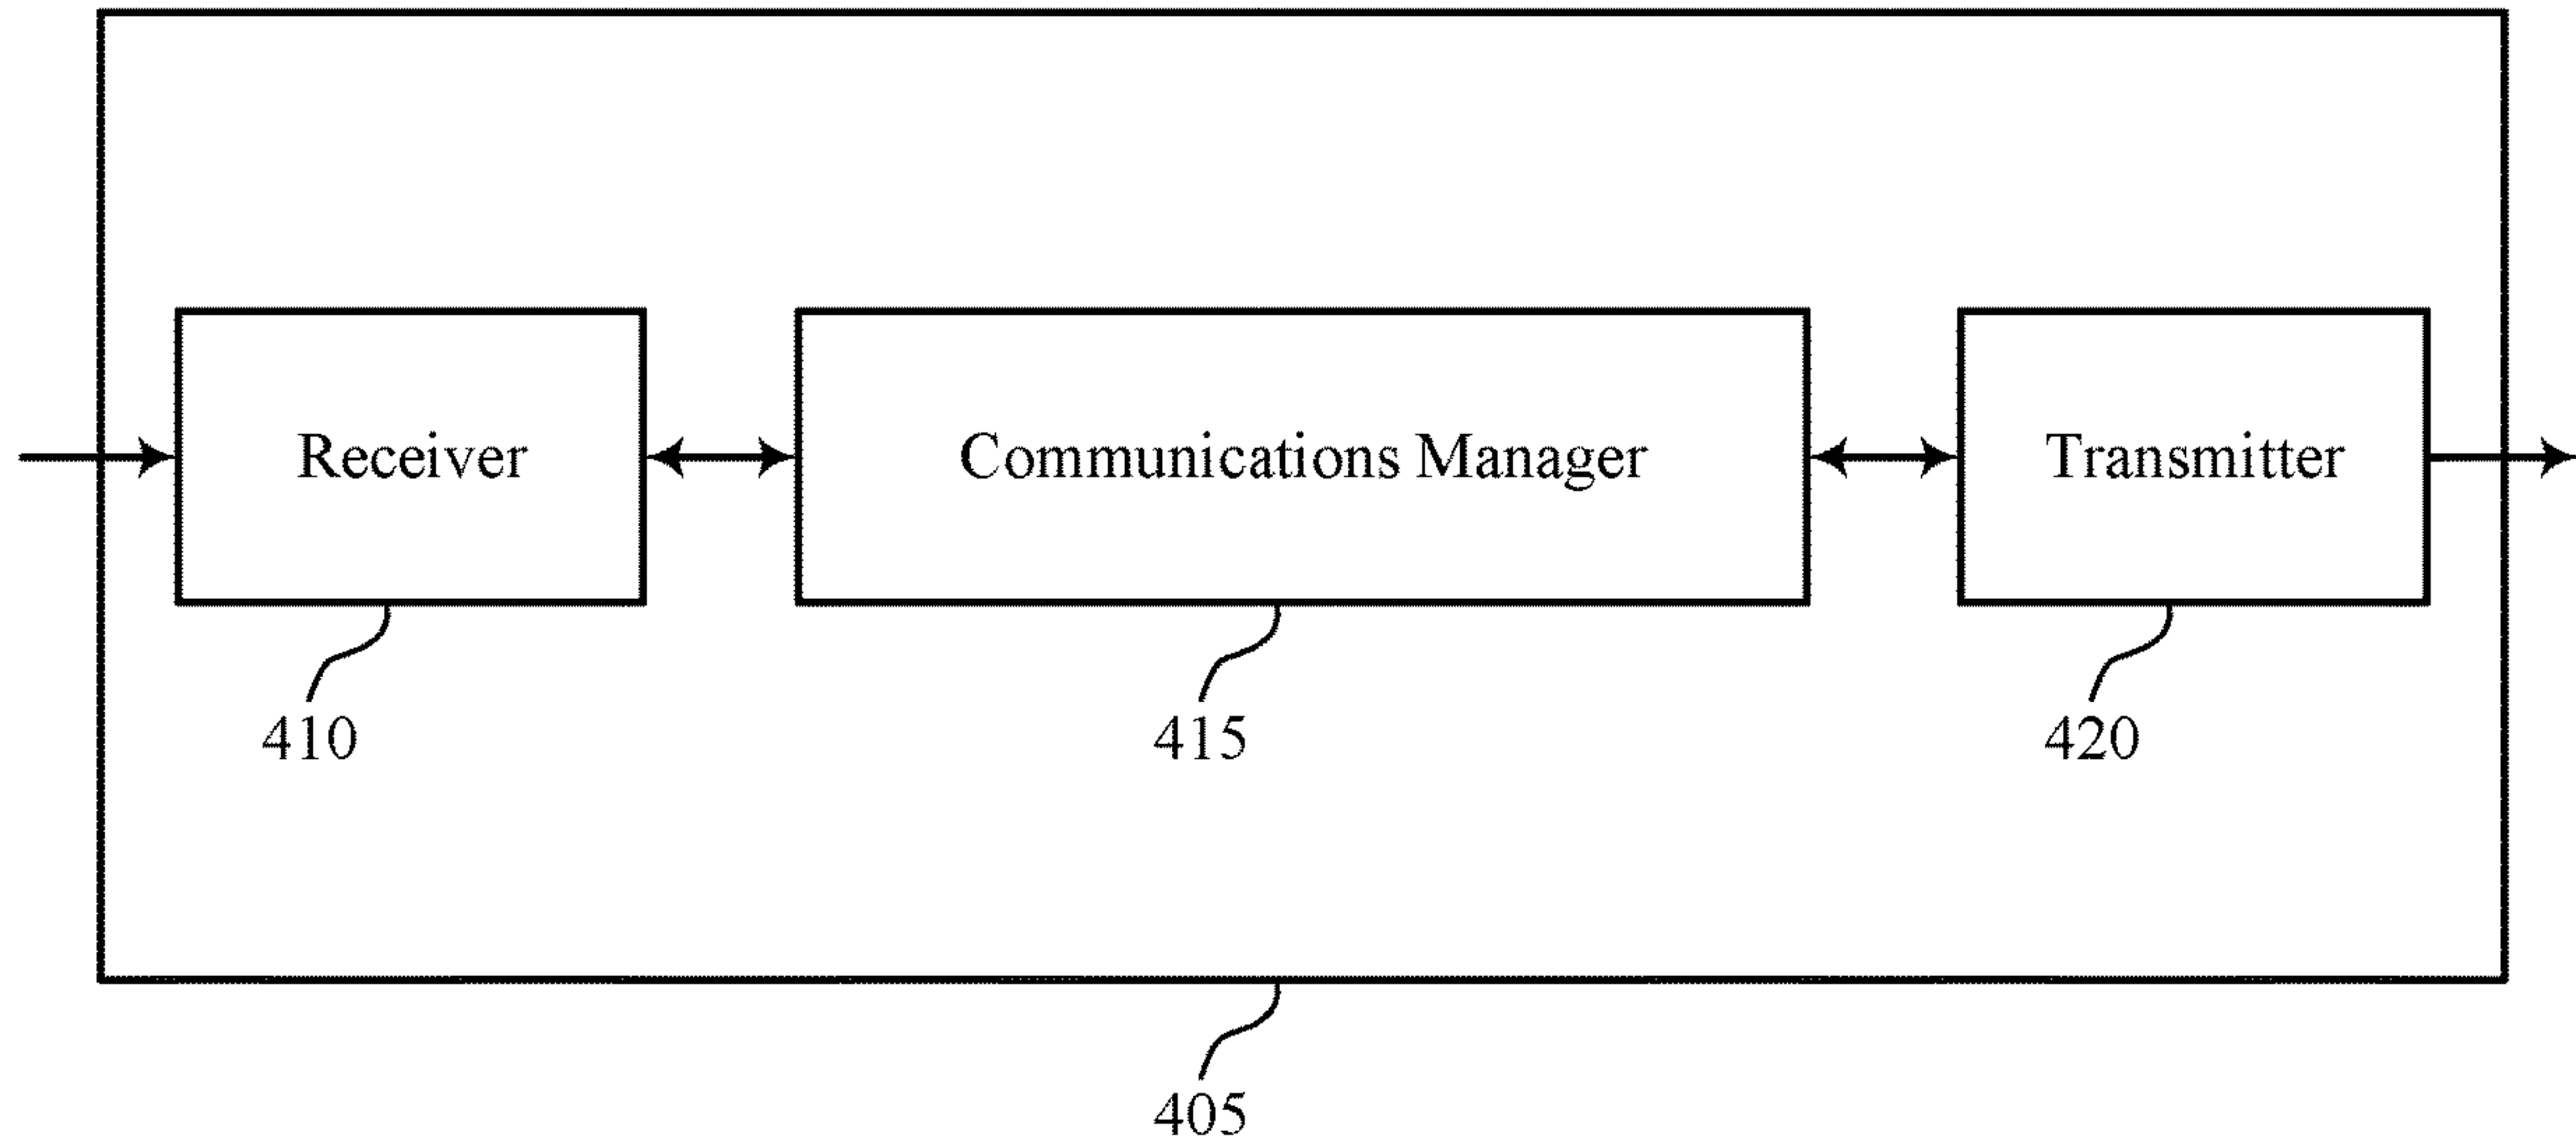 Receiver
Communications Manager
Transmitter
410
415
420
405